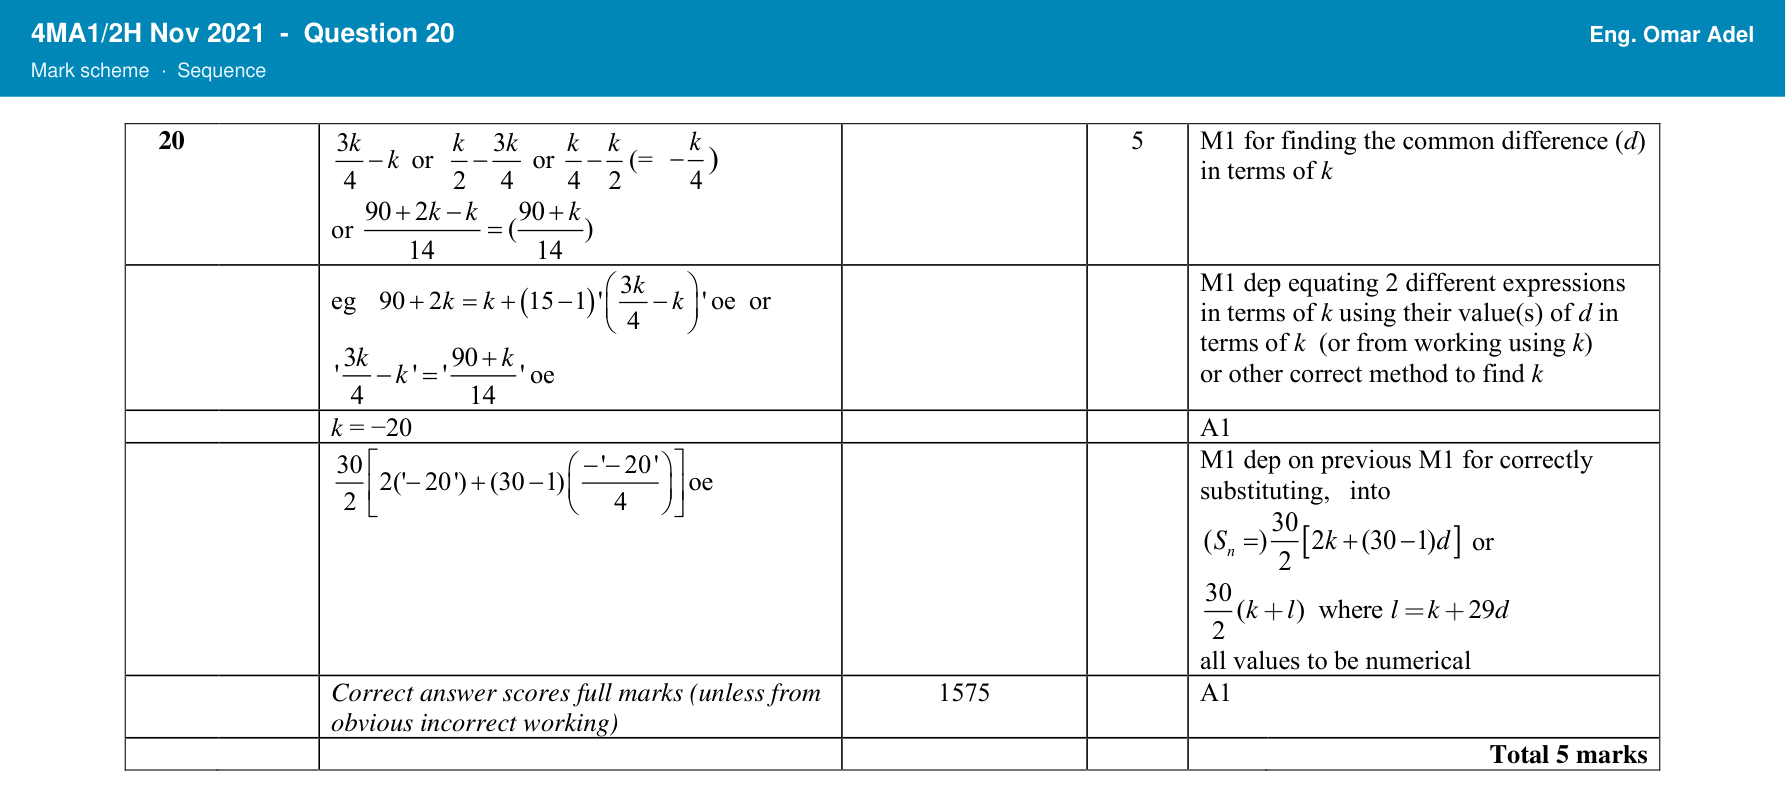 4MA1/2H Nov 2021 - Question 20
Eng. Omar Adel
Mark scheme · Sequence
20
3k/4 − k or k/2 − 3k/4 or k/4 − k/2 (= −k/4)
or (90 + 2k − k)/14 = ((90 + k)/14)
5
M1 for finding the common difference (d)
in terms of k
eg 90 + 2k = k + (15 − 1)'(3k/4 − k)' oe or
'3k/4 − k' = '(90 + k)/14' oe
M1 dep equating 2 different expressions
in terms of k using their value(s) of d in
terms of k (or from working using k)
or other correct method to find k
k = −20
A1
30/2 [2('−20') + (30 − 1)(−'−20'/4)] oe
M1 dep on previous M1 for correctly
substituting, into
(Sₙ =) 30/2 [2k + (30 − 1)d] or
30/2 (k + l) where l = k + 29d
all values to be numerical
Correct answer scores full marks (unless from
obvious incorrect working)
1575
A1
Total 5 marks